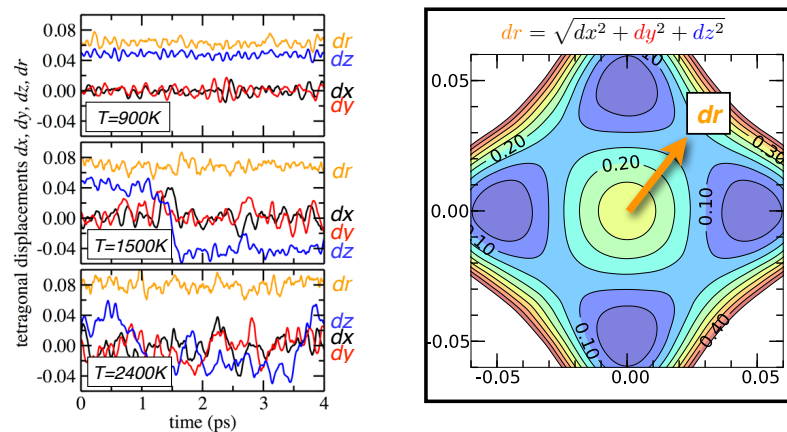 tetragonal displacements dx, dy, dz, dr
0.08
0.04
0.00
-0.04
dr
dz
dx
dy
T=900K
0.08
0.04
0.00
-0.04
dr
dx
dy
dz
T=1500K
0.08
0.04
0.00
-0.04
dr
dz
dx
dy
T=2400K
0 1 2 3 4
time (ps)
dr = √dx² + dy² + dz²
0.05
0.00
-0.05
-0.05 0.00 0.05
0.10
0.20
0.20
0.30
0.10
0.10
0.10
0.40
dr